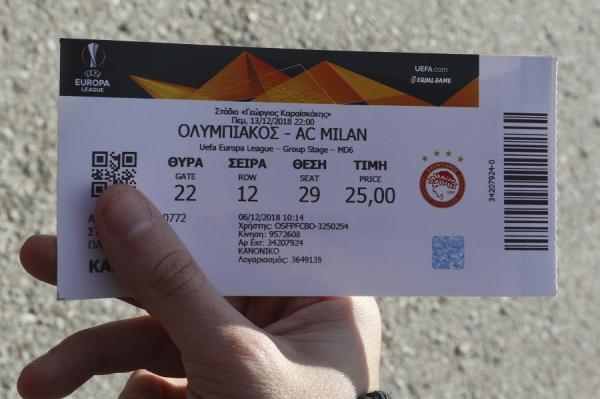 UEFA
EUROPA
LEAGUE
UEFA.com
EQUAL GAME
Στάδιο «Γεώργιος Καραϊσκάκης»
Πεμ, 13/12/2018 22:00
ΟΛΥΜΠΙΑΚΟΣ - AC MILAN
Uefa Europa League - Group Stage - MD6
ΘΥΡΑ ΣΕΙΡΑ ΘΕΣΗ ΤΙΜΗ
GATE ROW SEAT PRICE
22 12 29 25,00
0772
06/12/2018 10:14
Χρήστης: OSFPFCBO-3250254
Κίνηση: 9572608
Αρ Εισ: 34207924
ΚΑΝΟΝΙΚΟ
Λογαριασμός: 3649138
34207924-0